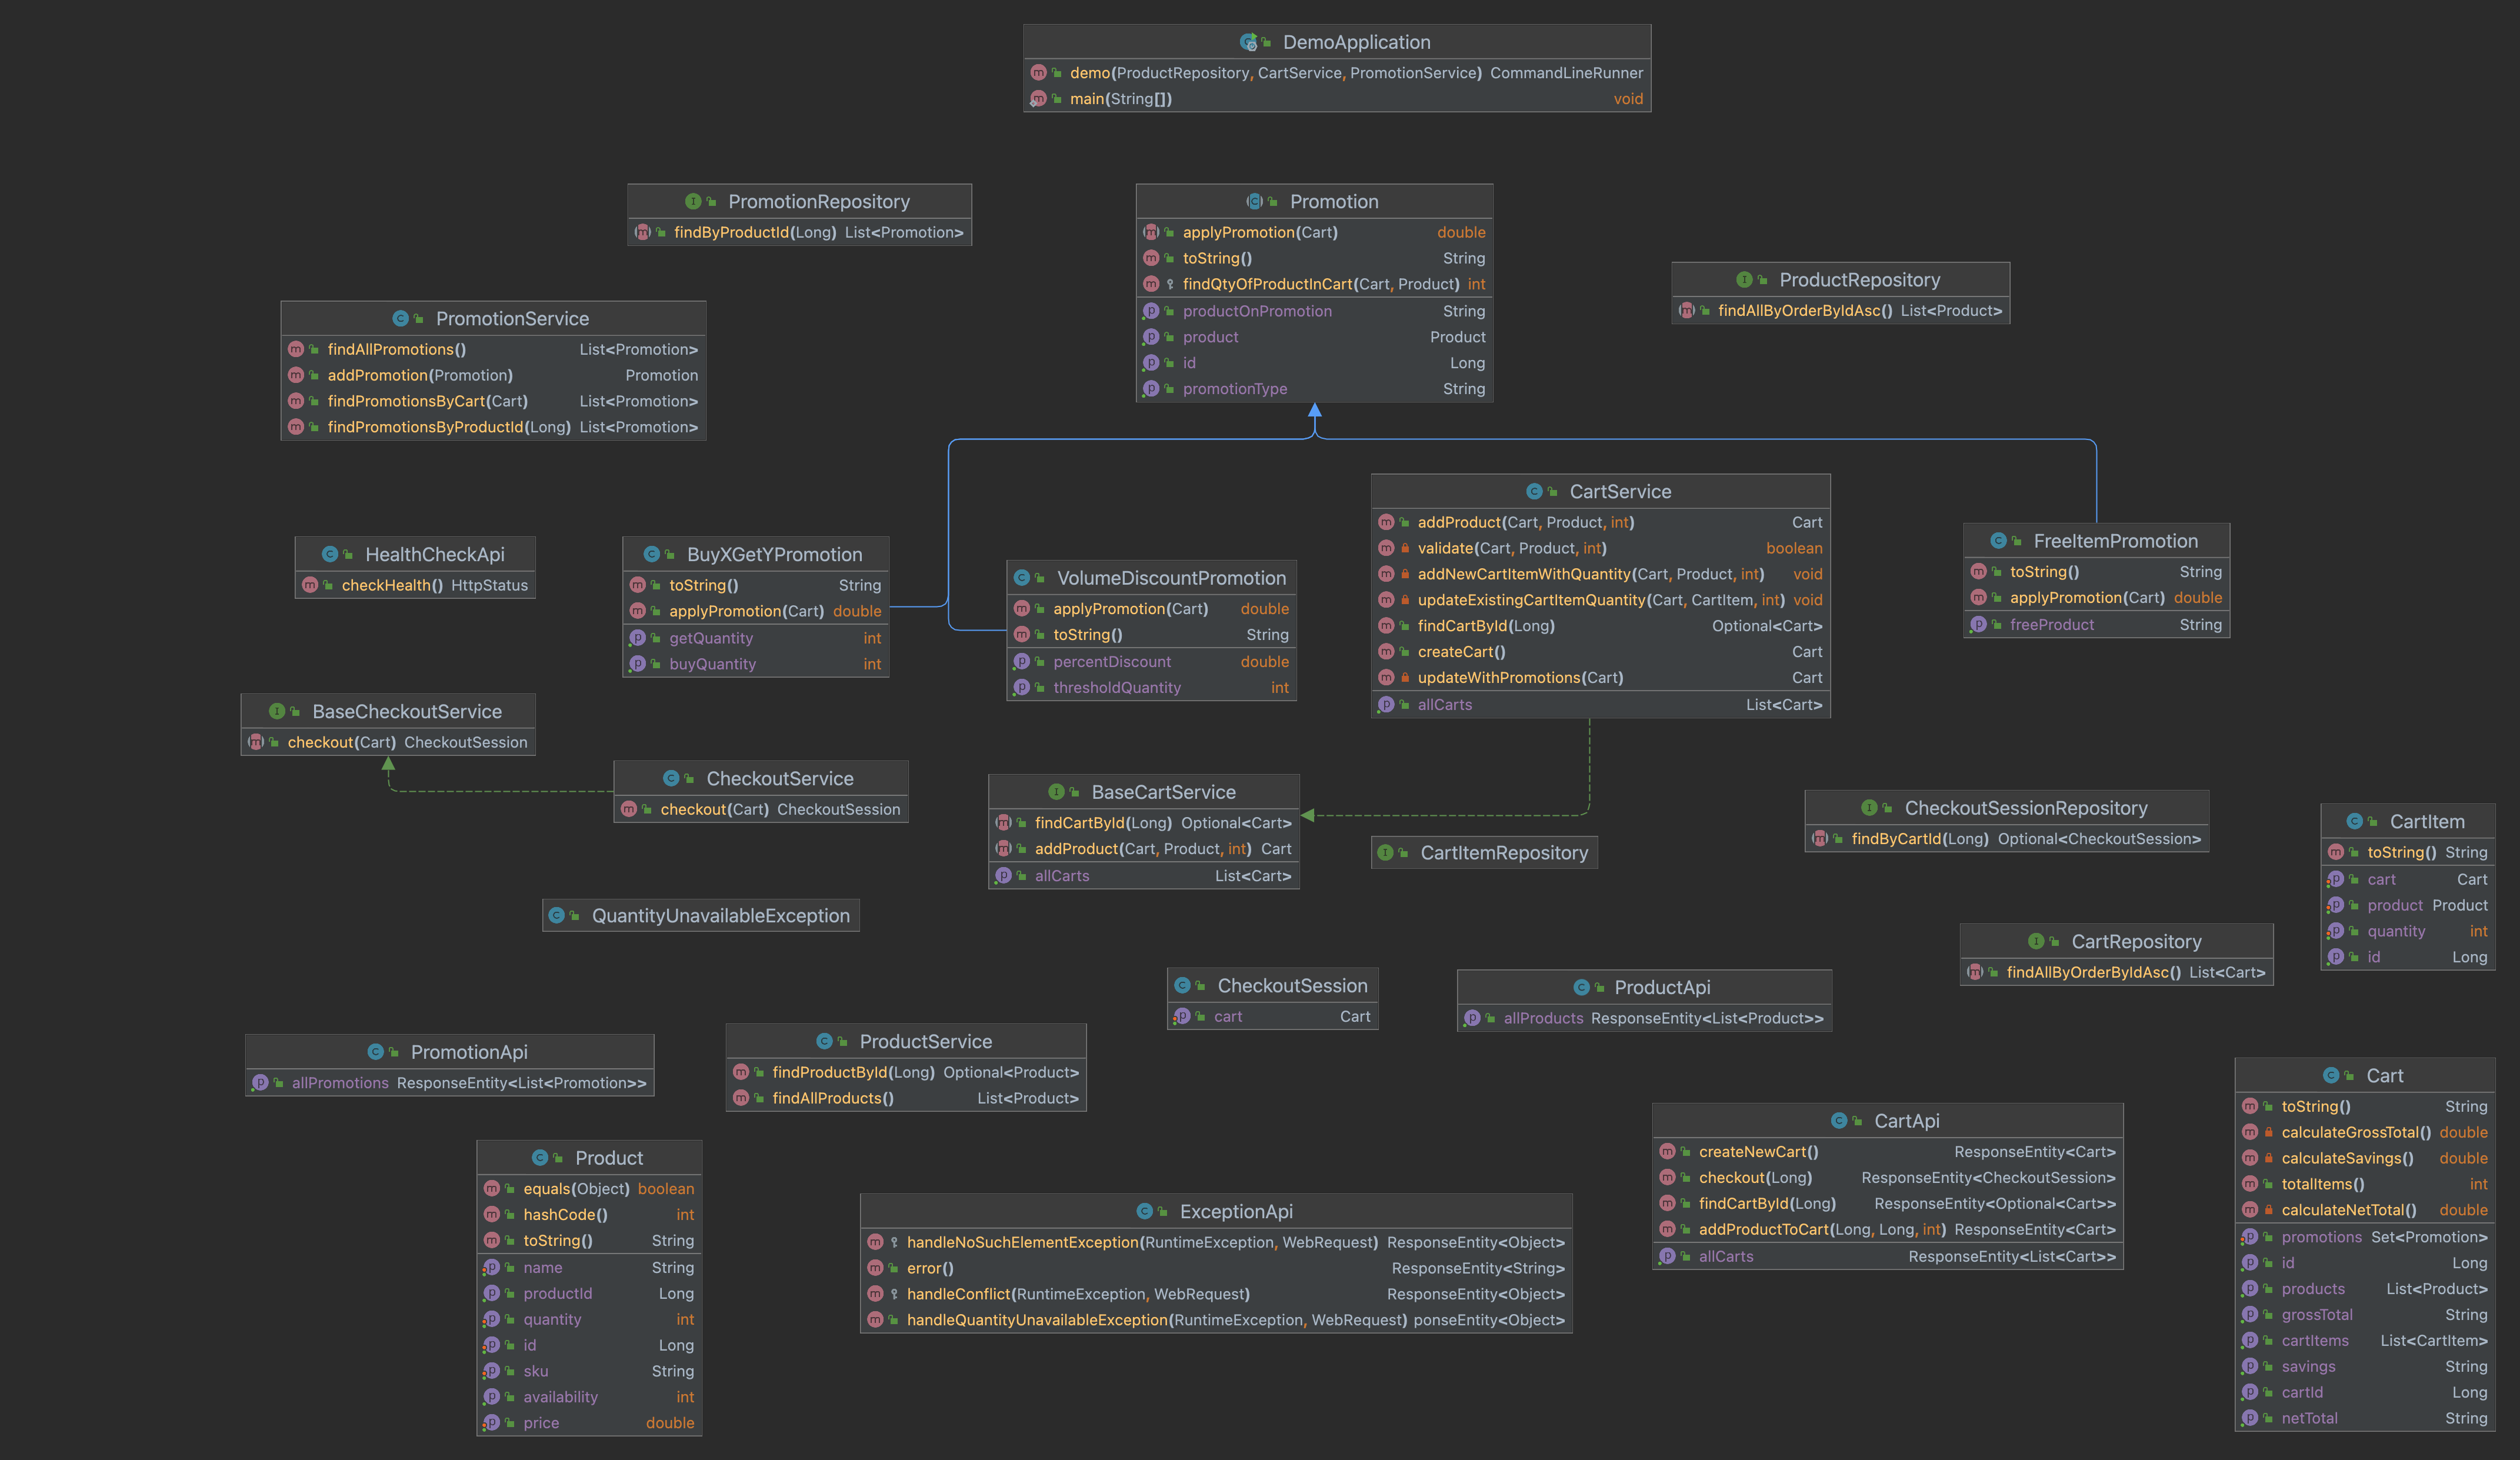 DemoApplication
demo(ProductRepository, CartService, PromotionService) CommandLineRunner
main(String[]) void
PromotionRepository
findByProductId(Long) List<Promotion>
Promotion
applyPromotion(Cart) double
toString() String
findQtyOfProductInCart(Cart, Product) int
productOnPromotion String
product Product
id Long
promotionType String
ProductRepository
findAllByOrderByIdAsc() List<Product>
PromotionService
findAllPromotions() List<Promotion>
addPromotion(Promotion) Promotion
findPromotionsByCart(Cart) List<Promotion>
findPromotionsByProductId(Long) List<Promotion>
CartService
addProduct(Cart, Product, int) Cart
validate(Cart, Product, int) boolean
addNewCartItemWithQuantity(Cart, Product, int) void
updateExistingCartItemQuantity(Cart, CartItem, int) void
findCartById(Long) Optional<Cart>
createCart() Cart
updateWithPromotions(Cart) Cart
allCarts List<Cart>
HealthCheckApi
checkHealth() HttpStatus
BuyXGetYPromotion
toString() String
applyPromotion(Cart) double
getQuantity int
buyQuantity int
VolumeDiscountPromotion
applyPromotion(Cart) double
toString() String
percentDiscount double
thresholdQuantity int
FreeItemPromotion
toString() String
applyPromotion(Cart) double
freeProduct String
BaseCheckoutService
checkout(Cart) CheckoutSession
CheckoutService
checkout(Cart) CheckoutSession
BaseCartService
findCartById(Long) Optional<Cart>
addProduct(Cart, Product, int) Cart
allCarts List<Cart>
CartItemRepository
CheckoutSessionRepository
findByCartId(Long) Optional<CheckoutSession>
CartItem
toString() String
cart Cart
product Product
quantity int
id Long
QuantityUnavailableException
CartRepository
findAllByOrderByIdAsc() List<Cart>
CheckoutSession
cart Cart
ProductApi
allProducts ResponseEntity<List<Product>>
PromotionApi
allPromotions ResponseEntity<List<Promotion>>
ProductService
findProductById(Long) Optional<Product>
findAllProducts() List<Product>
Cart
toString() String
calculateGrossTotal() double
calculateSavings() double
totalItems() int
calculateNetTotal() double
promotions Set<Promotion>
id Long
products List<Product>
grossTotal String
cartItems List<CartItem>
savings String
cartId Long
netTotal String
CartApi
createNewCart() ResponseEntity<Cart>
checkout(Long) ResponseEntity<CheckoutSession>
findCartById(Long) ResponseEntity<Optional<Cart>>
addProductToCart(Long, Long, int) ResponseEntity<Cart>
allCarts ResponseEntity<List<Cart>>
Product
equals(Object) boolean
hashCode() int
toString() String
name String
productId Long
quantity int
id Long
sku String
availability int
price double
ExceptionApi
handleNoSuchElementException(RuntimeException, WebRequest) ResponseEntity<Object>
error() ResponseEntity<String>
handleConflict(RuntimeException, WebRequest) ResponseEntity<Object>
handleQuantityUnavailableException(RuntimeException, WebRequest) ponseEntity<Object>